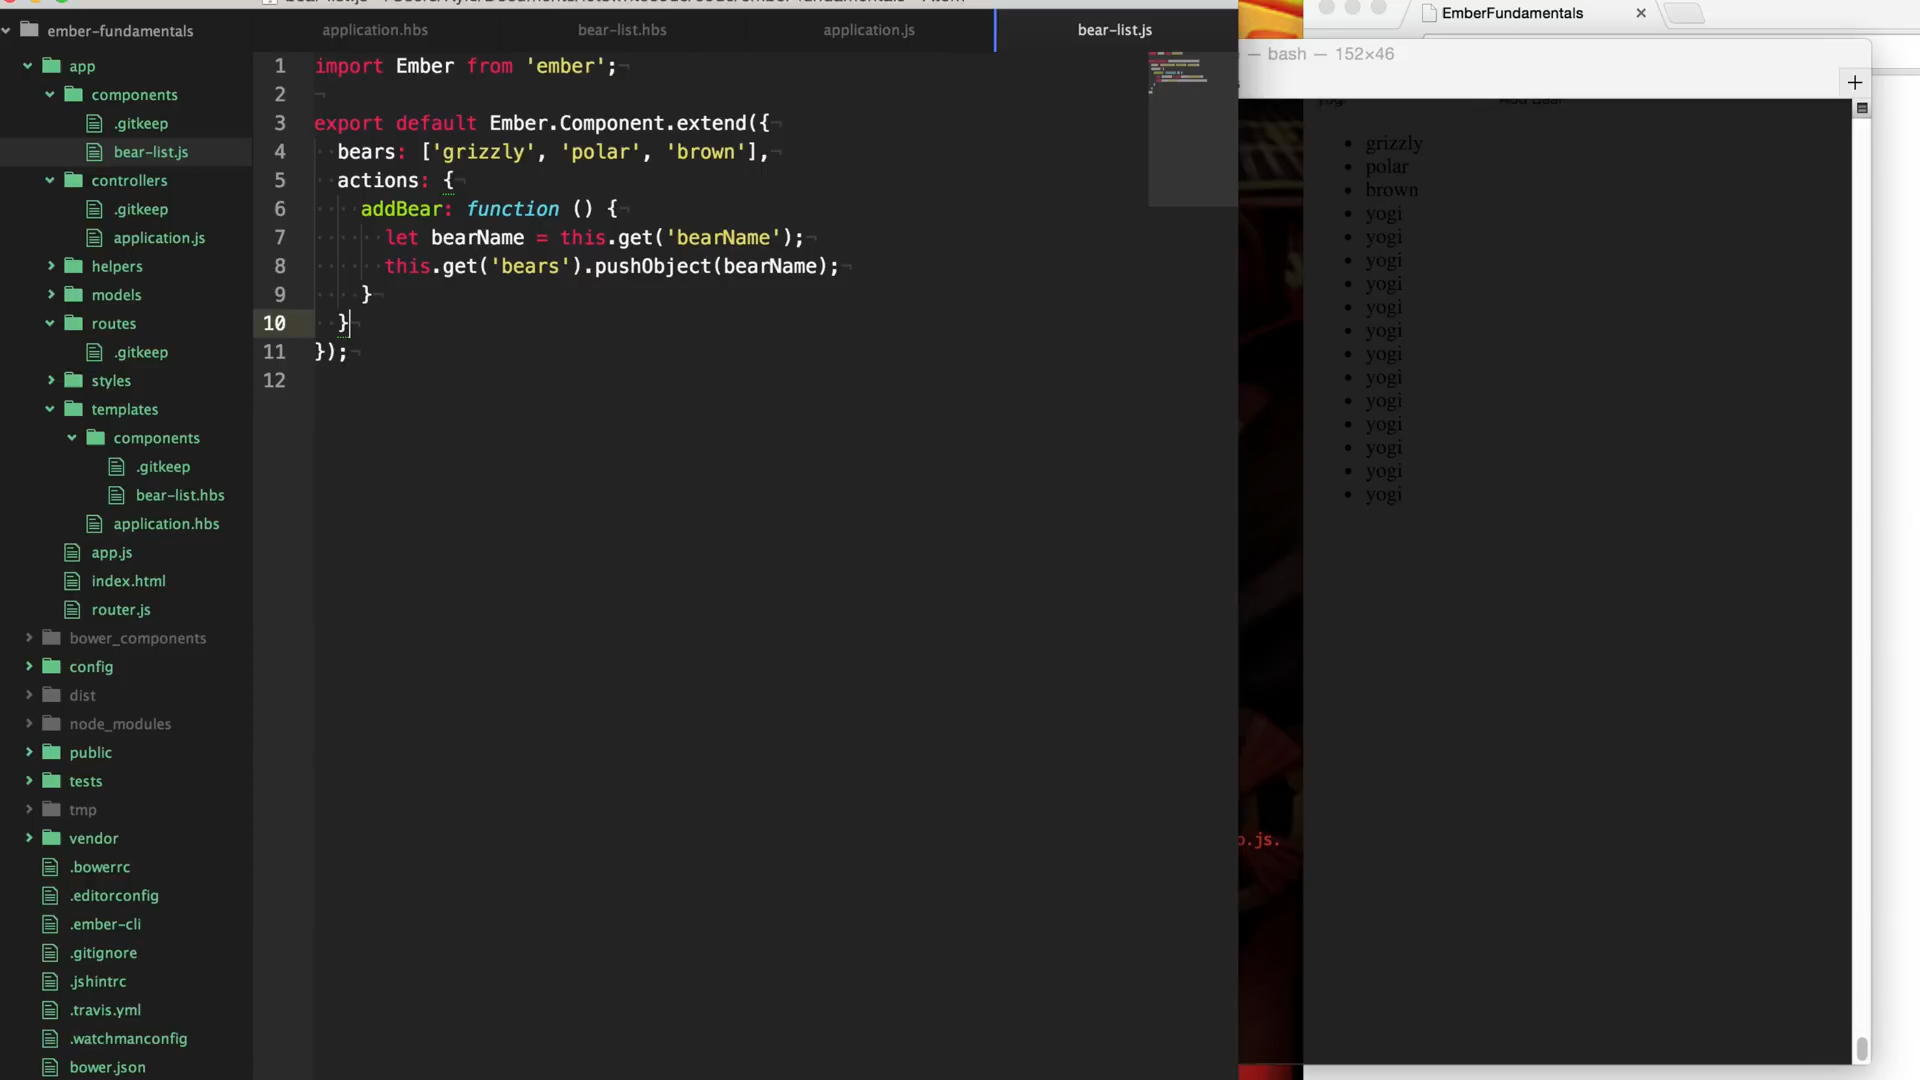 ember-fundamentals
app
components
.gitkeep
bear-list.js
controllers
.gitkeep
application.js
helpers
models
routes
.gitkeep
styles
templates
components
.gitkeep
bear-list.hbs
application.hbs
app.js
index.html
router.js
bower_components
config
dist
node_modules
public
tests
tmp
vendor
.bowerrc
.editorconfig
.ember-cli
.gitignore
.jshintrc
.travis.yml
.watchmanconfig
bower.json
application.hbs bear-list.hbs application.js bear-list.js
1 import Ember from 'ember';
2
3 export default Ember.Component.extend({
4 bears: ['grizzly', 'polar', 'brown'],
5 actions: {
6 addBear: function () {
7 let bearName = this.get('bearName');
8 this.get('bears').pushObject(bearName);
9 }
10 }
11 });
12
EmberFundamentals
— bash — 152×46
• grizzly
• polar
• brown
• yogi
• yogi
• yogi
• yogi
• yogi
• yogi
• yogi
• yogi
• yogi
• yogi
• yogi
• yogi
• yogi
.js.